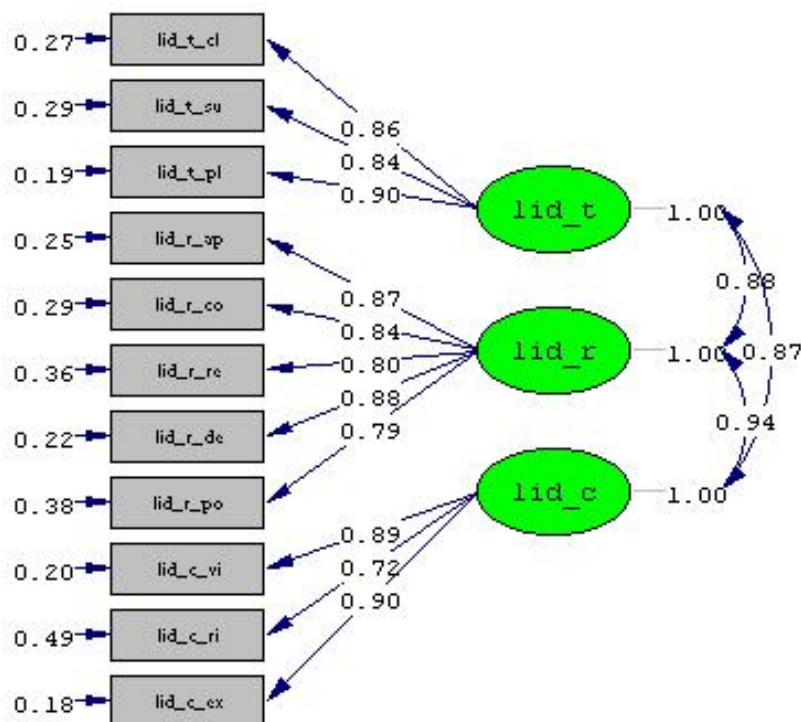 0.27 lid_t_cl
0.29 lid_t_su
0.19 lid_t_pl
0.25 lid_r_ap
0.29 lid_r_co
0.36 lid_r_re
0.22 lid_r_de
0.38 lid_r_po
0.20 lid_c_vi
0.49 lid_c_ri
0.18 lid_c_ex
0.86
0.84
0.90
0.87
0.84
0.80
0.88
0.79
0.89
0.72
0.90
lid_t 1.00
lid_r 1.00
lid_c 1.00
0.88
0.87
0.94